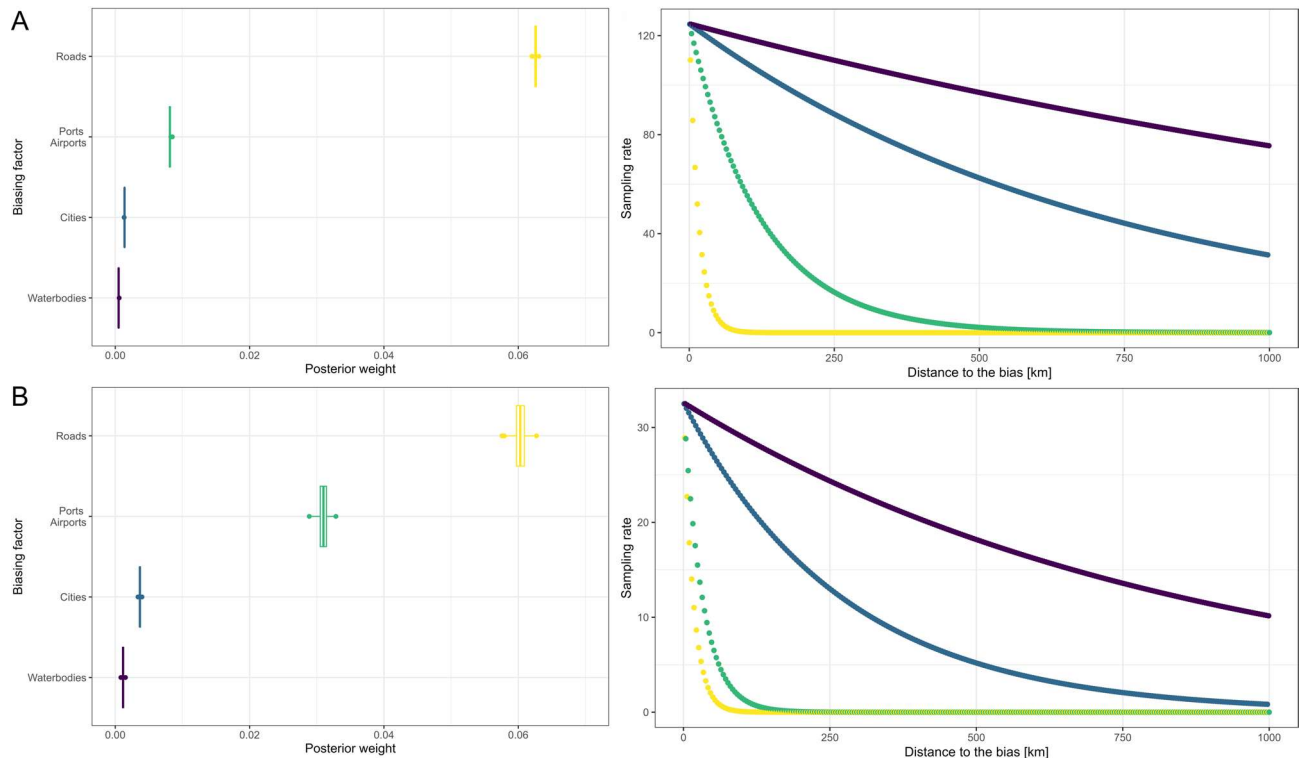 A
Biasing factor
Roads
Ports
Airports
Cities
Waterbodies
0.00
0.02
0.04
0.06
Posterior weight
Sampling rate
120
80
40
0
0
250
500
750
1000
Distance to the bias [km]
B
Biasing factor
Roads
Ports
Airports
Cities
Waterbodies
0.00
0.02
0.04
0.06
Posterior weight
Sampling rate
30
20
10
0
0
250
500
750
1000
Distance to the bias [km]